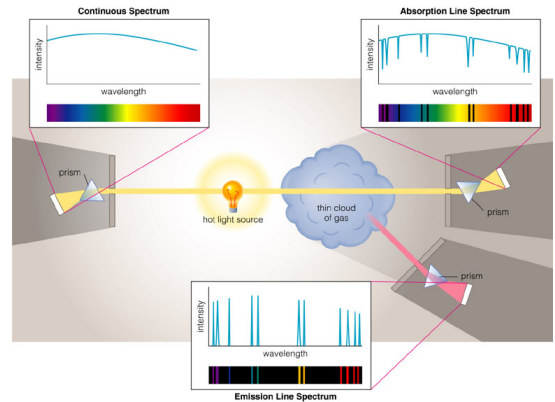 Continuous Spectrum
intensity
wavelength
Absorption Line Spectrum
intensity
wavelength
prism
hot light source
thin cloud
of gas
prism
prism
intensity
wavelength
Emission Line Spectrum